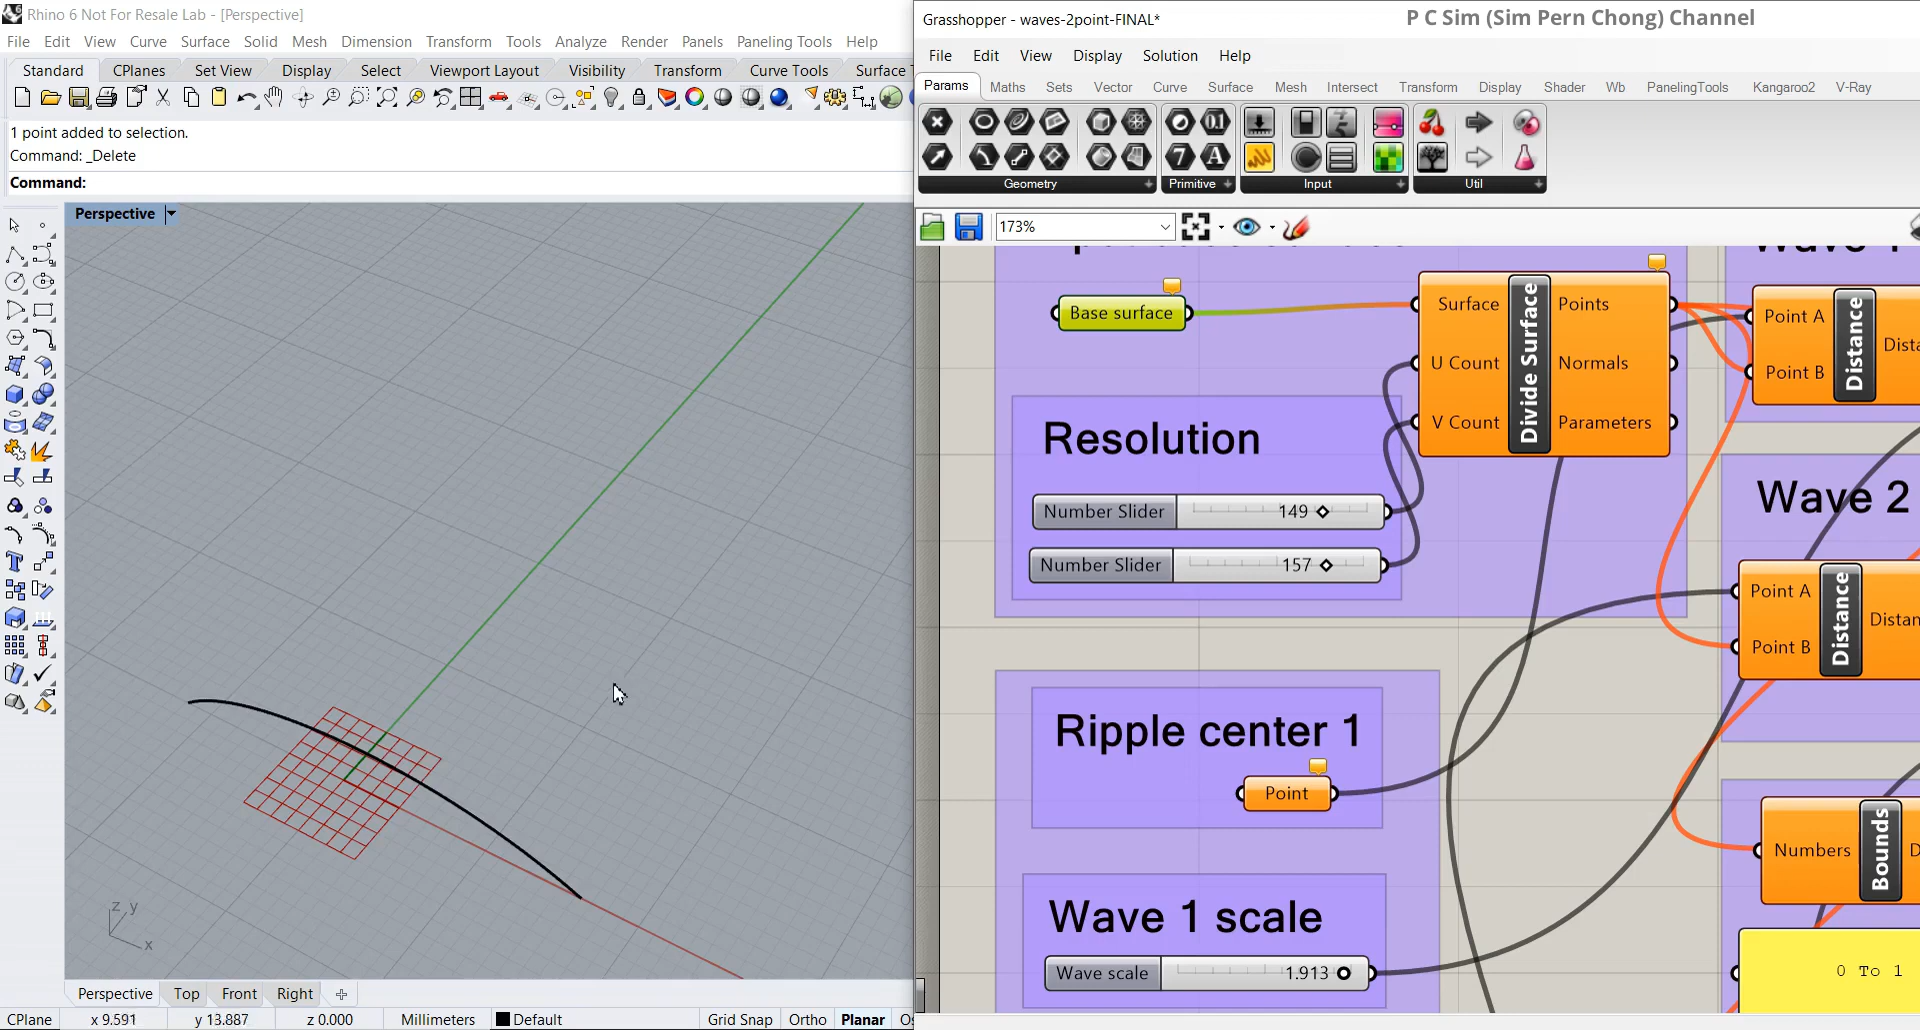 Rhino 6 Not For Resale Lab - [Perspective]
File Edit View Curve Surface Solid Mesh Dimension Transform Tools Analyze Render Panels Paneling Tools Help
Standard CPlanes Set View Display Select Viewport Layout Visibility Transform Curve Tools Surface
1 point added to selection.
Command: _Delete
Command:
Perspective
z y
x
Perspective Top Front Right
CPlane x 9.591 y 13.887 z 0.000 Millimeters Default Grid Snap Ortho Planar Os
Grasshopper - waves-2point-FINAL*
P C Sim (Sim Pern Chong) Channel
File Edit View Display Solution Help
Params Maths Sets Vector Curve Surface Mesh Intersect Transform Display Shader Wb PanelingTools Kangaroo2 V-Ray
Geometry Primitive Input Util
173%
Base surface
Surface
U Count
V Count
Divide Surface
Points
Normals
Parameters
Resolution
Number Slider 149
Number Slider 157
Point A
Point B
Distance
Dista
Wave 2
Point A
Point B
Distance
Distan
Ripple center 1
Point
Numbers
Bounds
D
Wave 1 scale
Wave scale 1.913
0 To 1